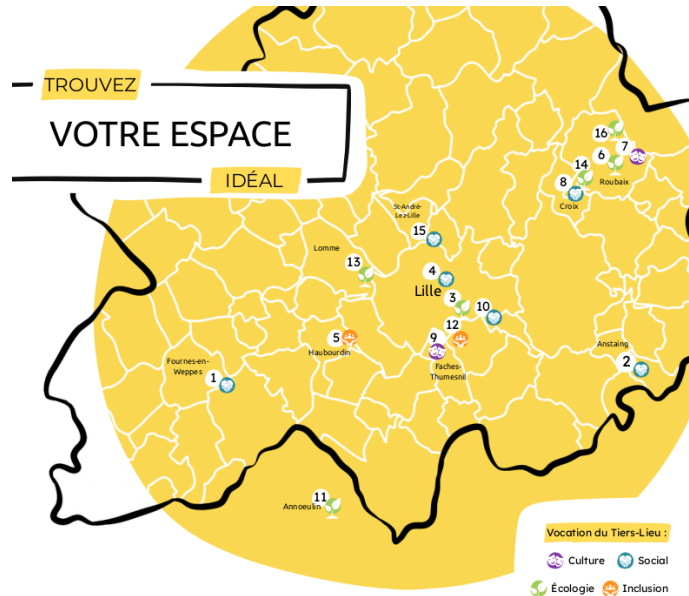 TROUVEZ
VOTRE ESPACE
IDÉAL
16
7
6
14
Roubaix
8
Croix
St-André-
Lez-Lille
15
Lomme
13
4
Lille
3
10
12
5
9
Haubourdin
Faches-
Thumesnil
Anstaing
2
Fournes-en-
Weppes
1
11
Annoeulin
Vocation du Tiers-Lieu :
Culture
Social
Écologie
Inclusion